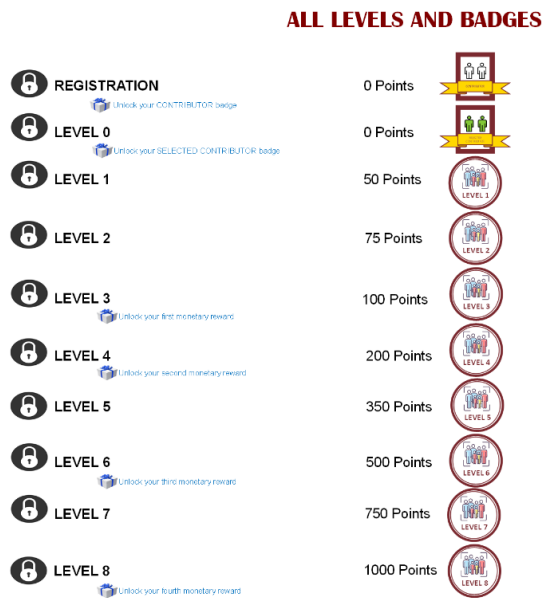 ALL LEVELS AND BADGES
REGISTRATION 0 Points
Unlock your CONTRIBUTOR badge
LEVEL 0 0 Points
Unlock your SELECTED CONTRIBUTOR badge
LEVEL 1 50 Points LEVEL 1
LEVEL 2 75 Points LEVEL 2
LEVEL 3 100 Points LEVEL 3
Unlock your first monetary reward
LEVEL 4 200 Points LEVEL 4
Unlock your second monetary reward
LEVEL 5 350 Points LEVEL 5
LEVEL 6 500 Points LEVEL 6
Unlock your third monetary reward
LEVEL 7 750 Points LEVEL 7
LEVEL 8 1000 Points LEVEL 8
Unlock your fourth monetary reward